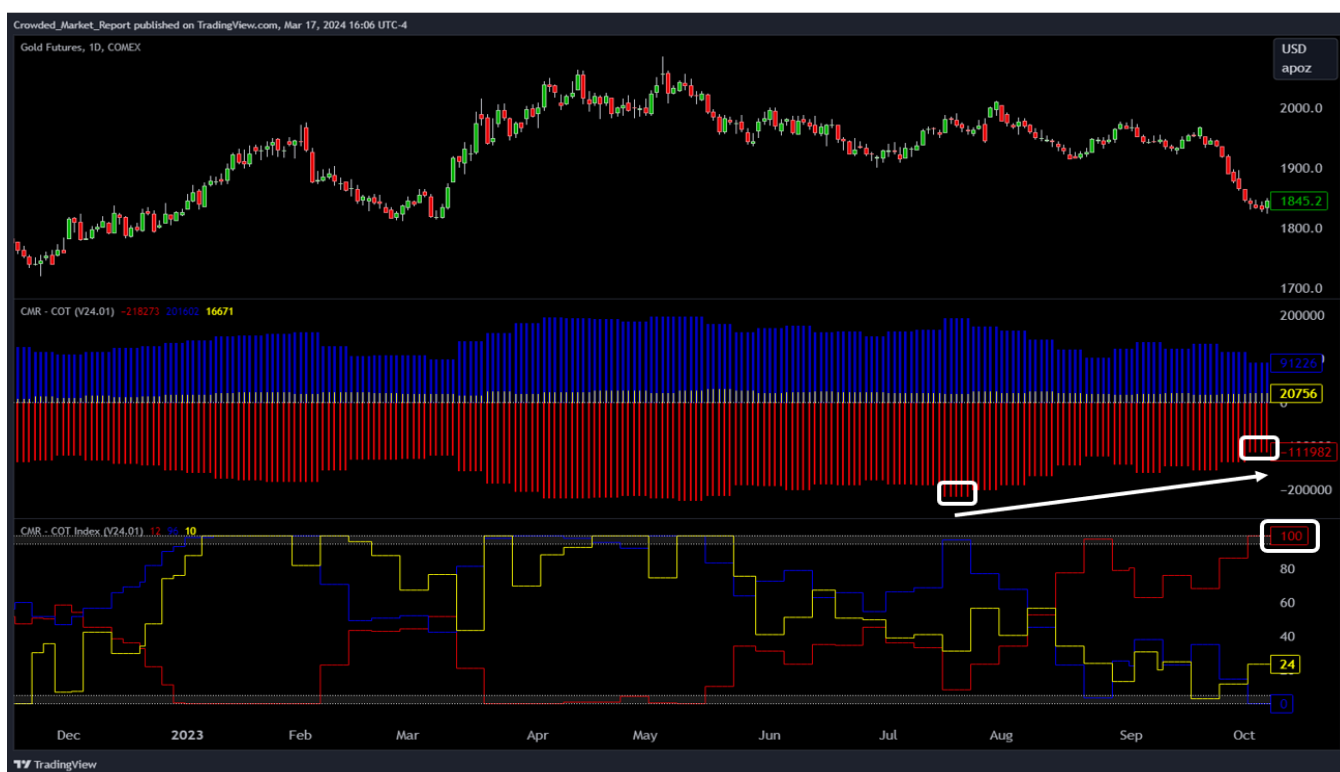 Crowded_Market_Report published on TradingView.com, Mar 17, 2024 16:06 UTC-4
Gold Futures, 1D, COMEX
USD
apoz
2000.0
1900.0
1845.2
1800.0
1700.0
CMR - COT (V24.01) -218273 201602 16671
200000
91226
20756
0
-111982
-200000
CMR - COT Index (V24.01) 12 96 10
100
80
60
40
24
0
Dec 2023 Feb Mar Apr May Jun Jul Aug Sep Oct
TradingView